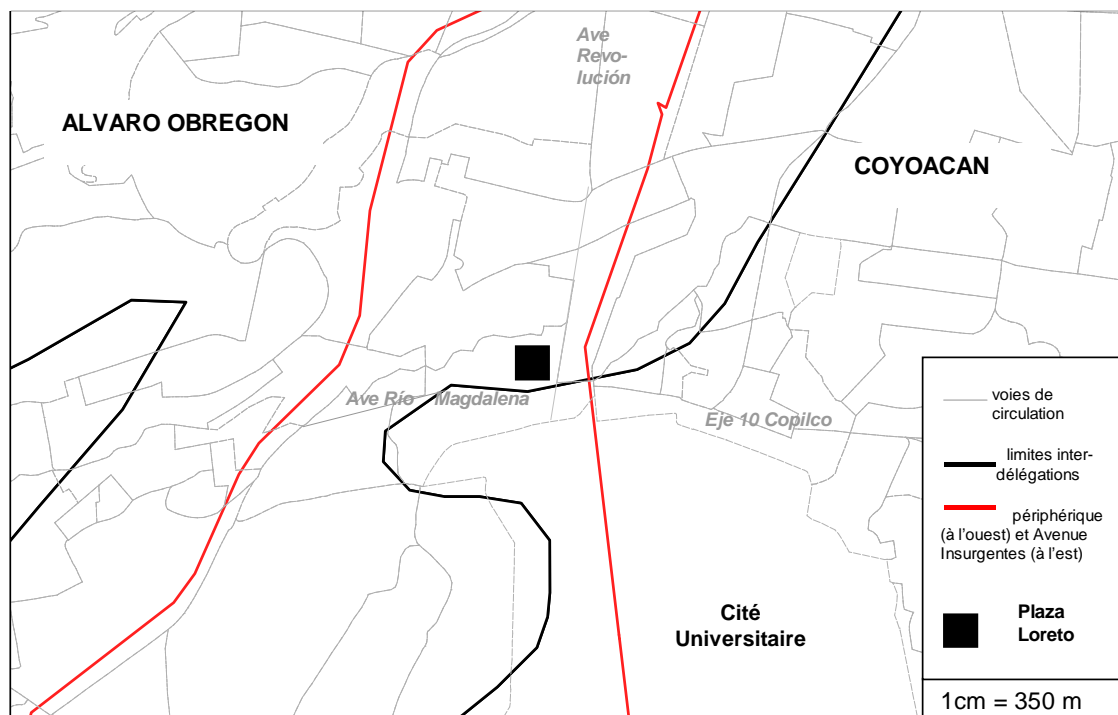 Ave
Revo-
lución
ALVARO OBREGON
COYOACAN
Ave Río Magdalena
Eje 10 Copilco
Cité
Universitaire
voies de
circulation
limites inter-
délégations
périphérique
(à l'ouest) et Avenue
Insurgentes (à l'est)
Plaza
Loreto
1cm = 350 m